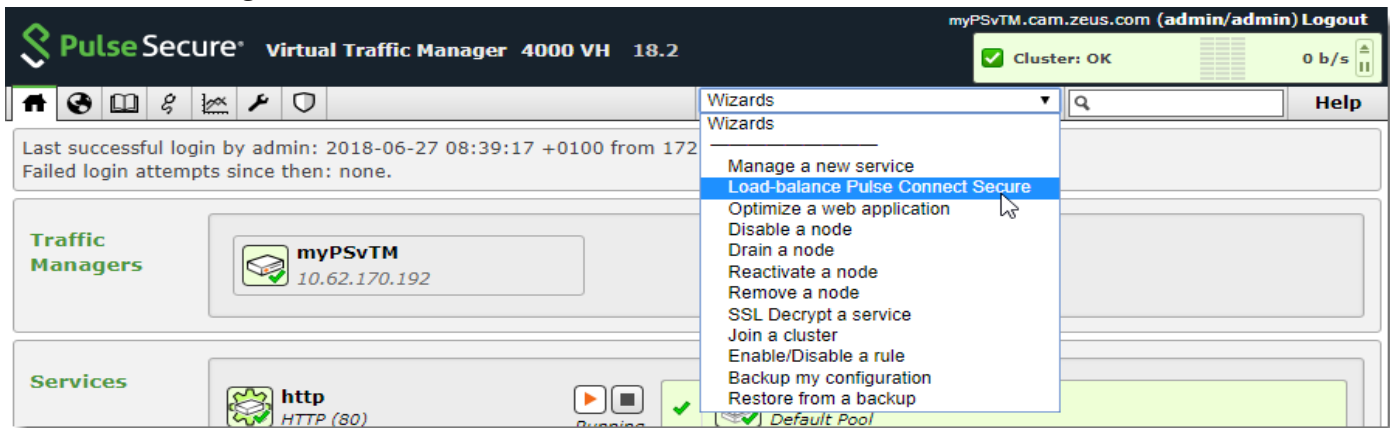 myPSvTM.cam.zeus.com (admin/admin) Logout
Pulse Secure® Virtual Traffic Manager 4000 VH 18.2
Cluster: OK 0 b/s
Wizards
Help
Wizards
Last successful login by admin: 2018-06-27 08:39:17 +0100 from 172
Failed login attempts since then: none.
Manage a new service
Load-balance Pulse Connect Secure
Optimize a web application
Disable a node
Drain a node
Reactivate a node
Remove a node
SSL Decrypt a service
Join a cluster
Enable/Disable a rule
Backup my configuration
Restore from a backup
Traffic
Managers
myPSvTM
10.62.170.192
Services
http
HTTP (80)
Running
Default Pool